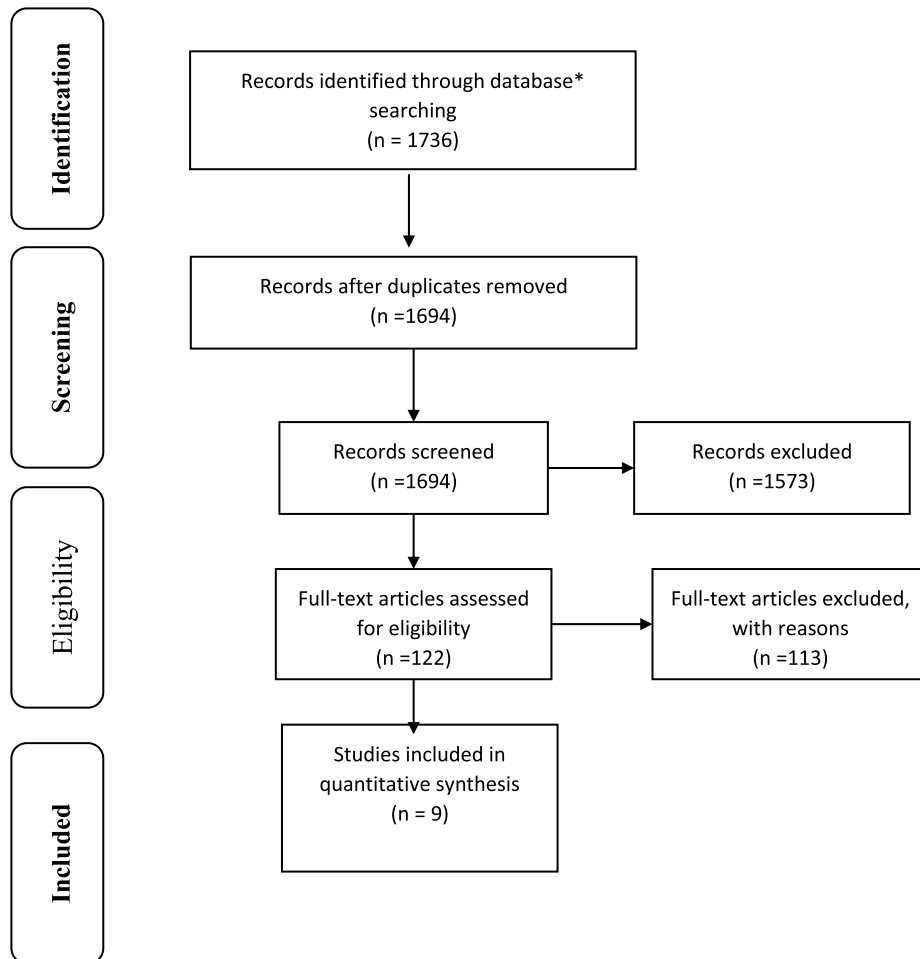 Identification
Records identified through database*
searching
(n = 1736)
Screening
Records after duplicates removed
(n =1694)
Records screened
(n =1694)
Records excluded
(n =1573)
Eligibility
Full-text articles assessed
for eligibility
(n =122)
Full-text articles excluded,
with reasons
(n =113)
Included
Studies included in
quantitative synthesis
(n = 9)